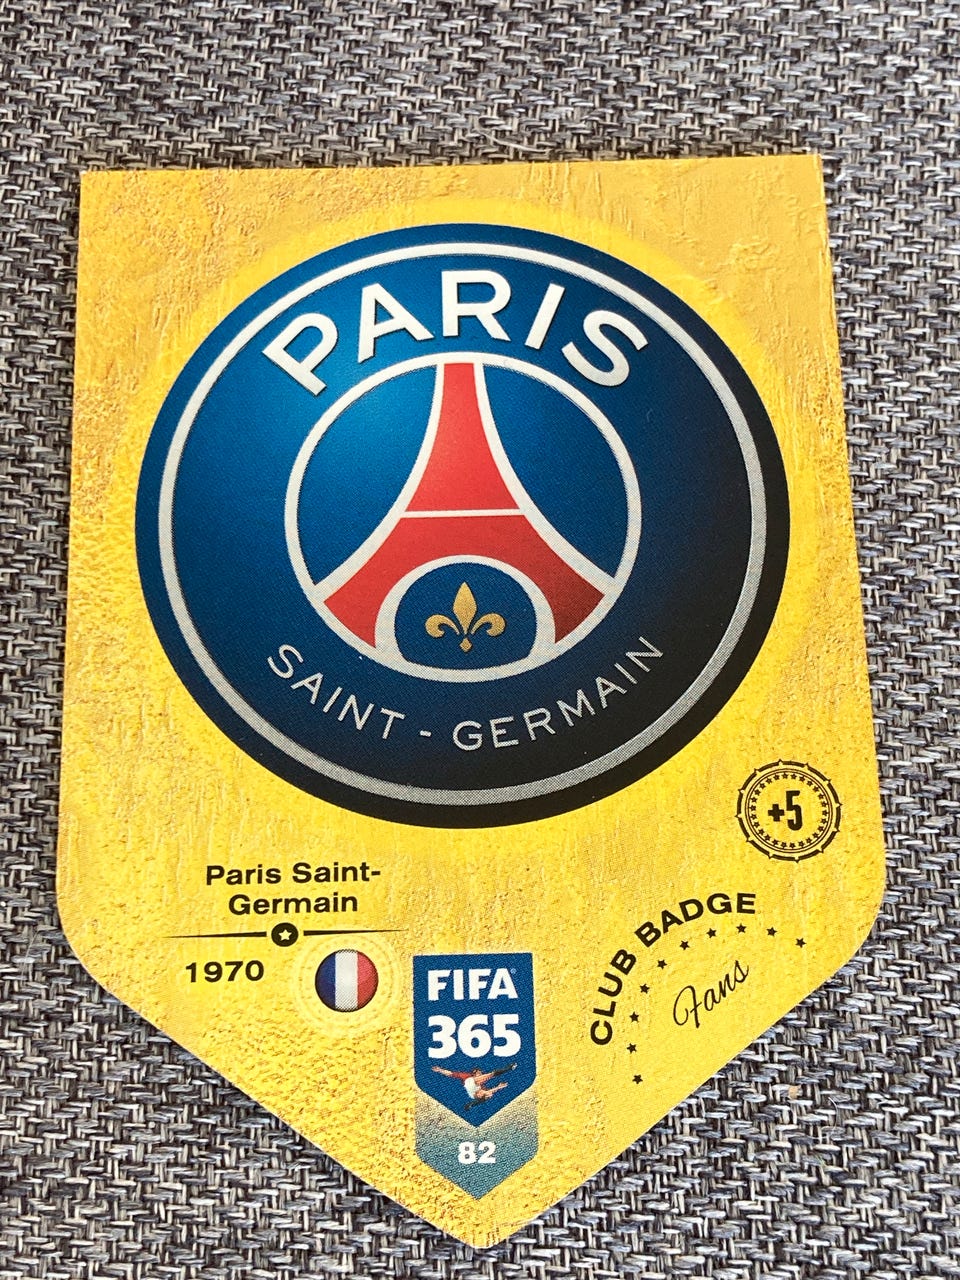 PARIS
SAINT - GERMAIN
+5
Paris Saint-
Germain
1970
CLUB BADGE
Fans
FIFA
365
82